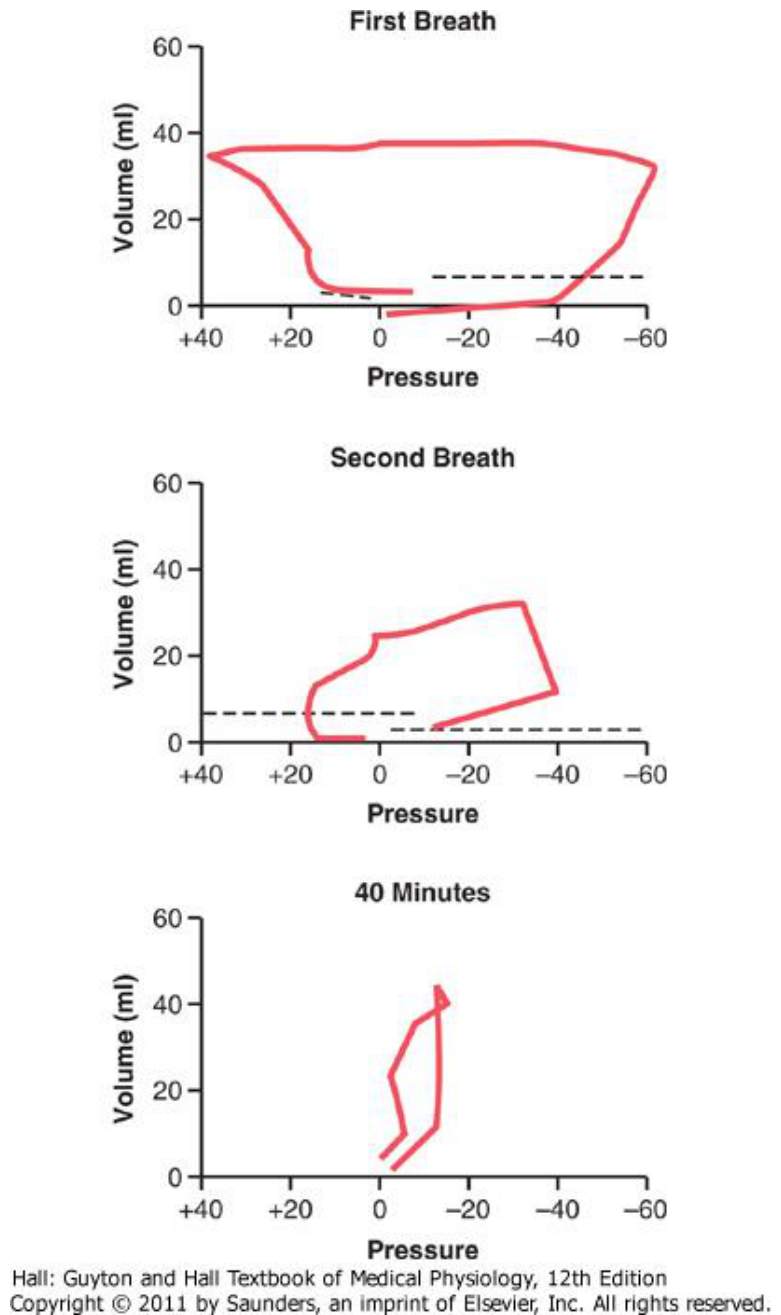 First Breath
60
40
20
0
Volume (ml)
+40 +20 0 −20 −40 −60
Pressure
Second Breath
60
40
20
0
Volume (ml)
+40 +20 0 −20 −40 −60
Pressure
40 Minutes
60
40
20
0
Volume (ml)
+40 +20 0 −20 −40 −60
Pressure
Hall: Guyton and Hall Textbook of Medical Physiology, 12th Edition
Copyright © 2011 by Saunders, an imprint of Elsevier, Inc. All rights reserved.